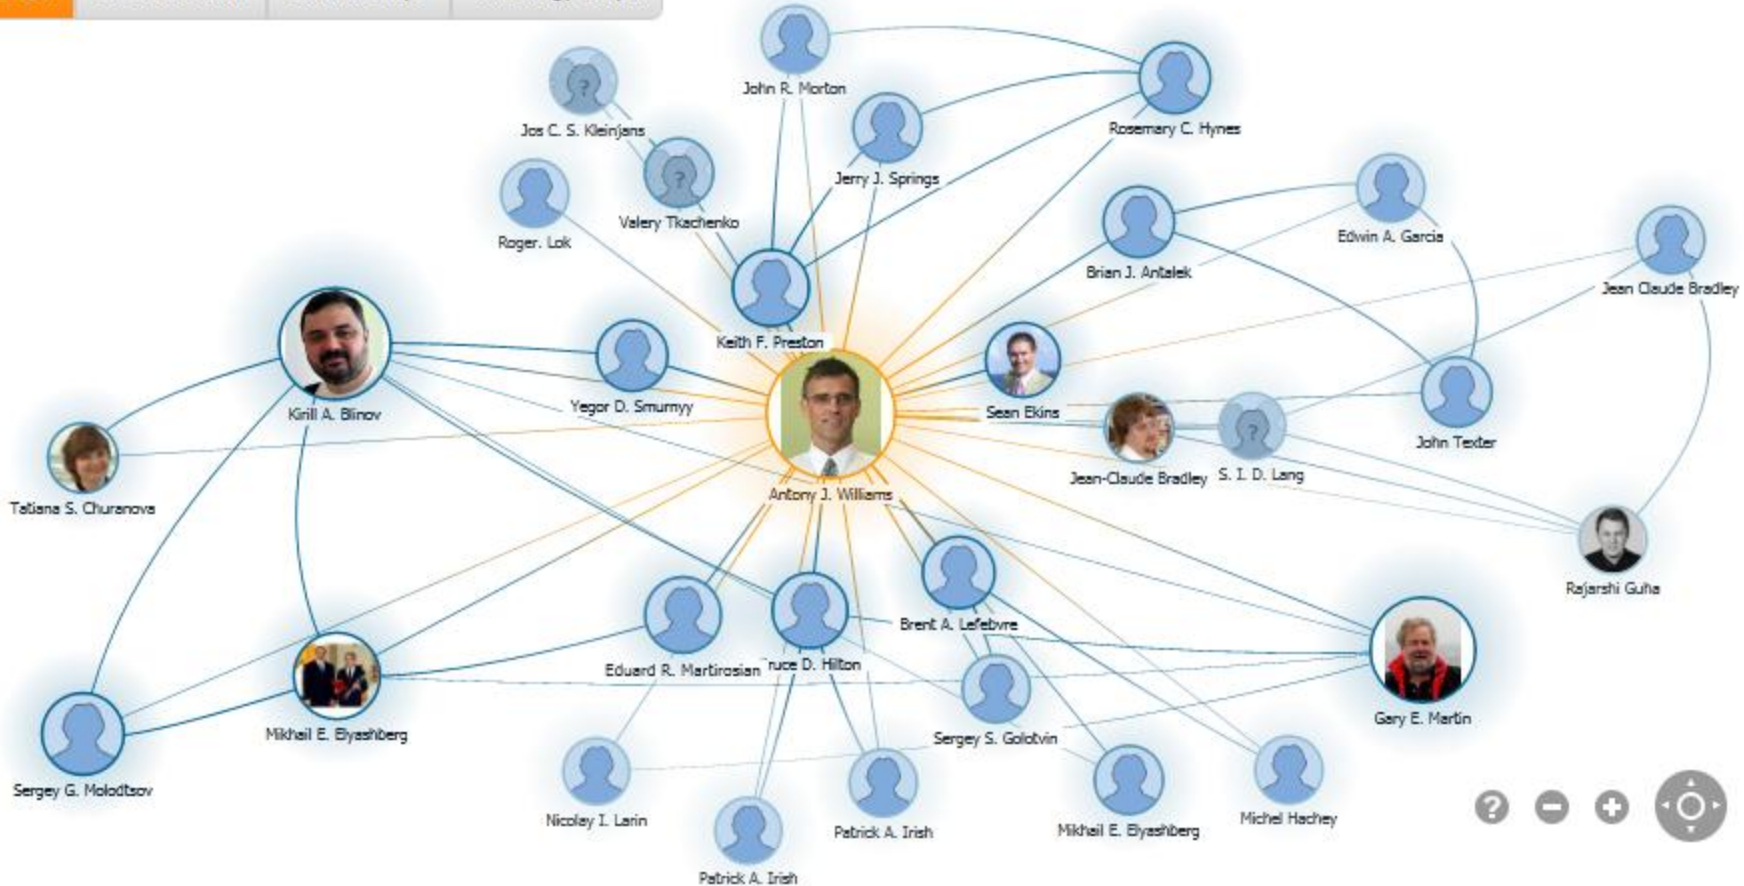 John R. Morton
Jos C. S. Kleinjans
Rosemary C. Hynes
Jerry J. Springs
Valery Tkachenko
Roger. Lok
Edwin A. Garcia
Brian J. Antalek
Jean Claude Bradley
Keith F. Preston
Yegor D. Smurnyy
Kirill A. Blinov
Sean Ekins
John Texter
Jean-Claude Bradley
S. I. D. Lang
Antony J. Williams
Tatiana S. Churanova
Rajarshi Guha
Brent A. Lefebvre
Eduard R. Martirosian
ruce D. Hilton
Gary E. Martin
Mikhail E. Elyashberg
Sergey S. Golotvin
Sergey G. Molodtsov
Nicolay I. Larin
Patrick A. Irish
Mikhail E. Elyashberg
Michel Hachey
Patrick A. Irish